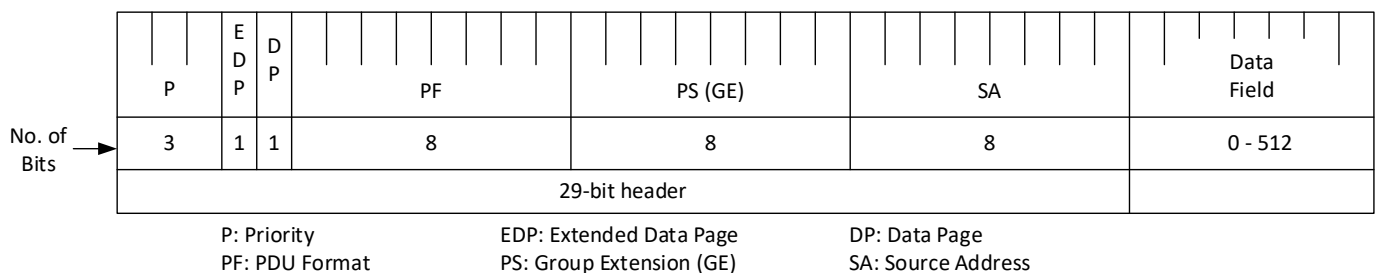 E
D
P
D
P
P
PF
PS (GE)
SA
Data
Field
No. of
Bits
3
1
1
8
8
8
0 - 512
29-bit header
P: Priority
EDP: Extended Data Page
DP: Data Page
PF: PDU Format
PS: Group Extension (GE)
SA: Source Address